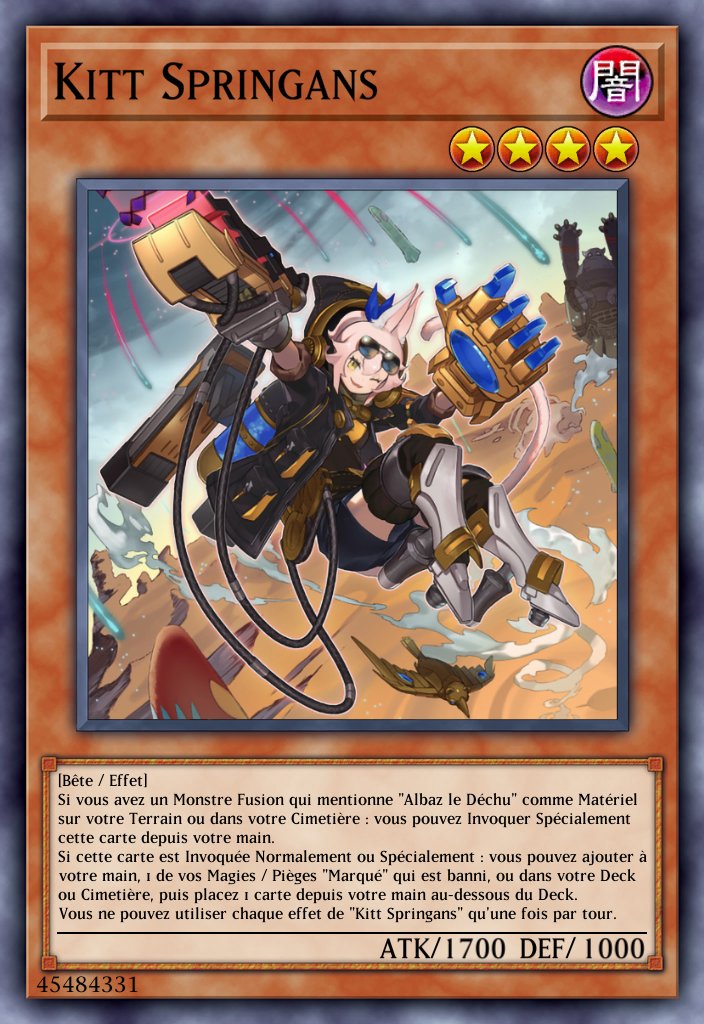 Kitt Springans
闇
[Bête / Effet]
Si vous avez un Monstre Fusion qui mentionne "Albaz le Déchu" comme Matériel
sur votre Terrain ou dans votre Cimetière : vous pouvez Invoquer Spécialement
cette carte depuis votre main.
Si cette carte est Invoquée Normalement ou Spécialement : vous pouvez ajouter à
votre main, 1 de vos Magies / Pièges "Marqué" qui est banni, ou dans votre Deck
ou Cimetière, puis placez 1 carte depuis votre main au-dessous du Deck.
Vous ne pouvez utiliser chaque effet de "Kitt Springans" qu'une fois par tour.
ATK/1700 DEF/ 1000
45484331